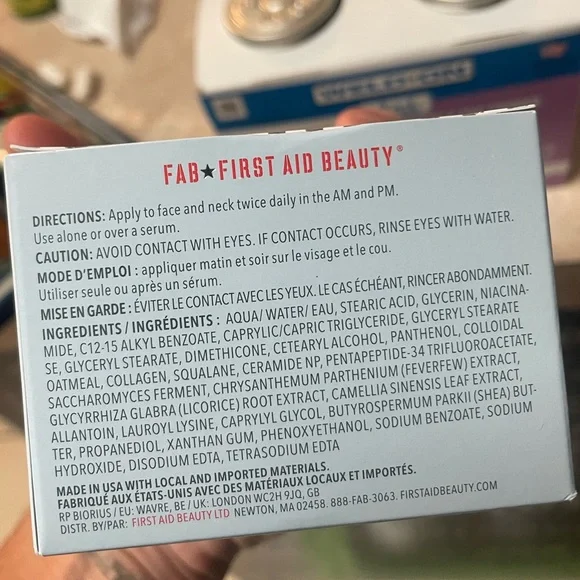 FAB★FIRST AID BEAUTY®
DIRECTIONS: Apply to face and neck twice daily in the AM and PM.
Use alone or over a serum.
CAUTION: AVOID CONTACT WITH EYES. IF CONTACT OCCURS, RINSE EYES WITH WATER.
MODE D'EMPLOI : appliquer matin et soir sur le visage et le cou.
Utiliser seule ou après un sérum.
MISE EN GARDE : ÉVITER LE CONTACT AVEC LES YEUX. LE CAS ÉCHÉANT, RINCER ABONDAMMENT.
INGREDIENTS / INGRÉDIENTS : AQUA/ WATER/ EAU, STEARIC ACID, GLYCERIN, NIACINA-
MIDE, C12-15 ALKYL BENZOATE, CAPRYLIC/CAPRIC TRIGLYCERIDE, GLYCERYL STEARATE
SE, GLYCERYL STEARATE, DIMETHICONE, CETEARYL ALCOHOL, PANTHENOL, COLLOIDAL
OATMEAL, COLLAGEN, SQUALANE, CERAMIDE NP, PENTAPEPTIDE-34 TRIFLUOROACETATE,
SACCHAROMYCES FERMENT, CHRYSANTHEMUM PARTHENIUM (FEVERFEW) EXTRACT,
GLYCYRRHIZA GLABRA (LICORICE) ROOT EXTRACT, CAMELLIA SINENSIS LEAF EXTRACT,
ALLANTOIN, LAUROYL LYSINE, CAPRYLYL GLYCOL, BUTYROSPERMUM PARKII (SHEA) BUT-
TER, PROPANEDIOL, XANTHAN GUM, PHENOXYETHANOL, SODIUM BENZOATE, SODIUM
HYDROXIDE, DISODIUM EDTA, TETRASODIUM EDTA
MADE IN USA WITH LOCAL AND IMPORTED MATERIALS.
FABRIQUÉ AUX ÉTATS-UNIS AVEC DES MATÉRIAUX LOCAUX ET IMPORTÉS.
RP BIORIUS / EU: WAVRE, BE / UK: LONDON WC2H 9JQ, GB
DISTR. BY/PAR: FIRST AID BEAUTY LTD NEWTON, MA 02458. 888-FAB-3063. FIRSTAIDBEAUTY.COM